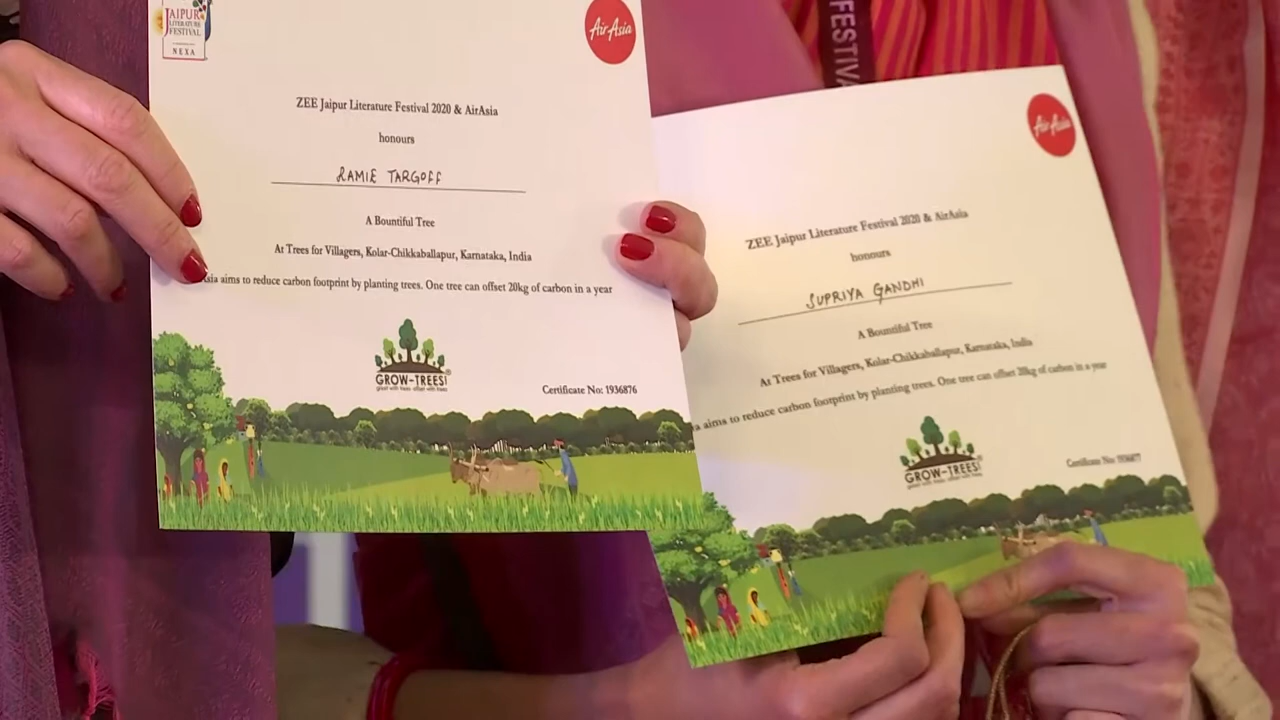 JAIPUR
LITERATURE
FESTIVAL
NEXA
AirAsia
ZEE Jaipur Literature Festival 2020 & AirAsia
honours
RAMIE TARGOFF
A Bountiful Tree
At Trees for Villagers, Kolar-Chikkaballapur, Karnataka, India
sia aims to reduce carbon footprint by planting trees. One tree can offset 20kg of carbon in a year
GROW-TREES!
Certificate No: 1936876
FESTIVA
AirAsia
ZEE Jaipur Literature Festival 2020 & AirAsia
honours
SUPRIYA GANDHI
A Bountiful Tree
At Trees for Villagers, Kolar-Chikkaballapur, Karnataka, India
a aims to reduce carbon footprint by planting trees. One tree can offset 20kg of carbon in a year
GROW-TREES!
Certificate No: 1936877